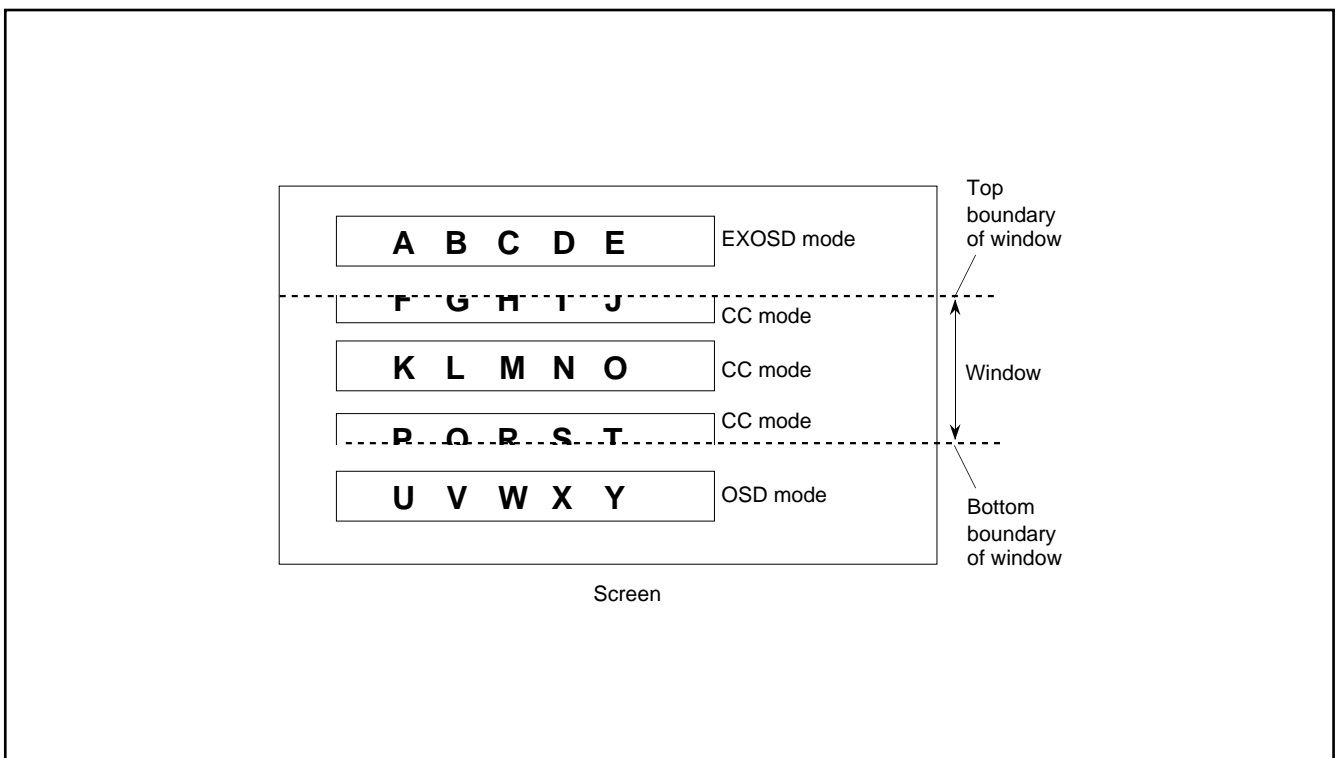 Top
boundary
of window
A B C D E
EXOSD mode
F G H I J
CC mode
K L M N O
CC mode
Window
P Q R S T
CC mode
U V W X Y
OSD mode
Bottom
boundary
of window
Screen